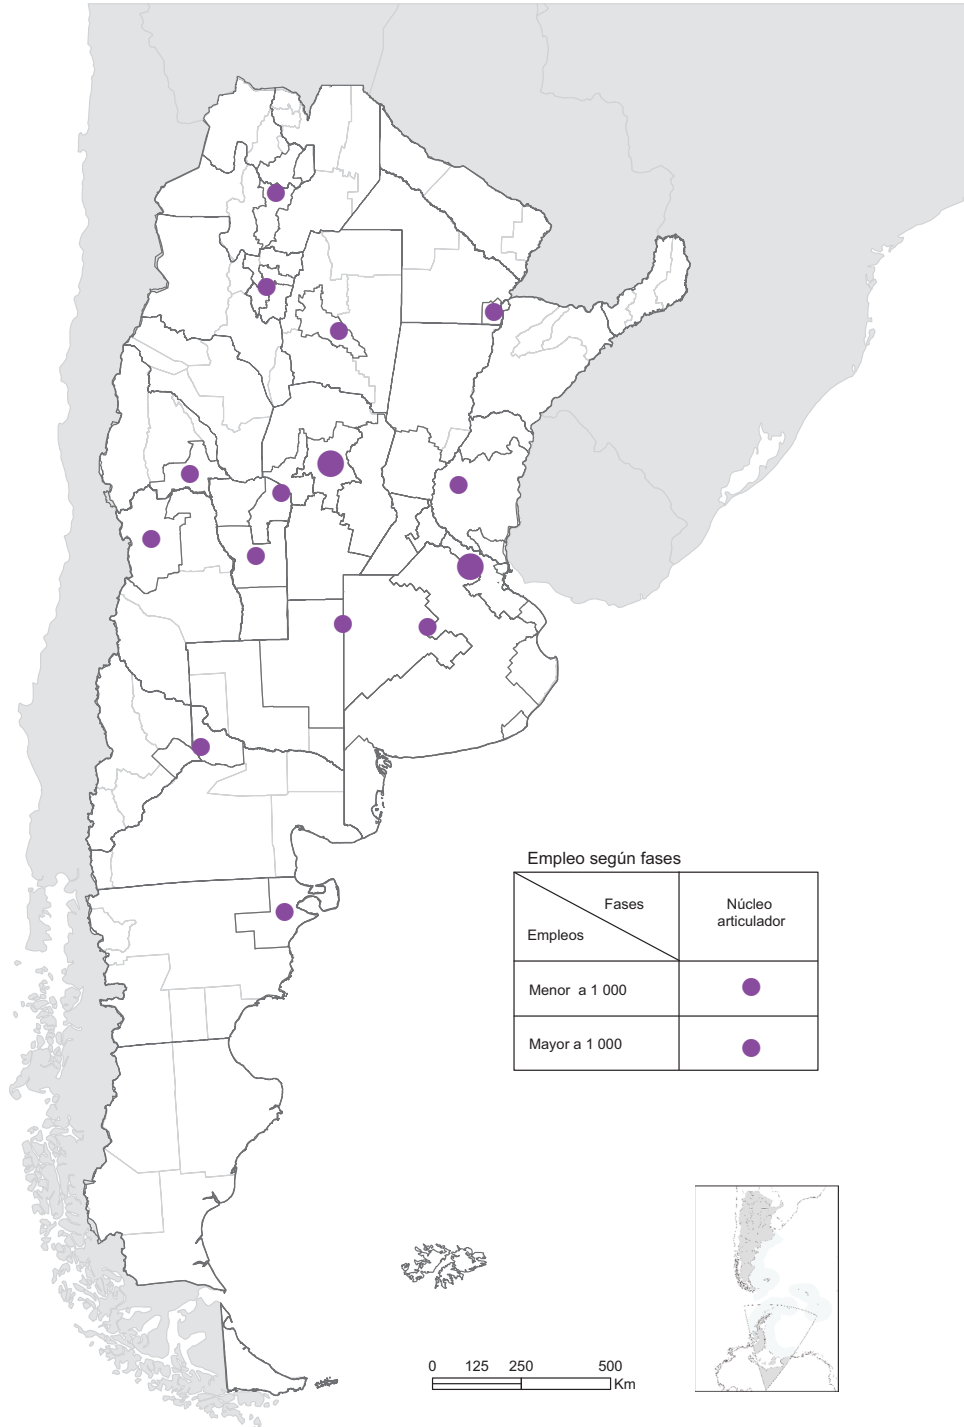 Empleo según fases
Fases
Empleos
Núcleo
articulador
Menor a 1 000
Mayor a 1 000
0 125 250 500
Km